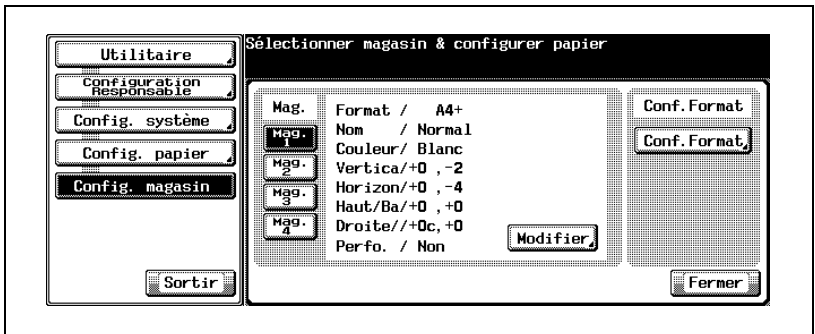 Sélectionner magasin & configurer papier
Utilitaire
Configuration
Responsable
Config. système
Config. papier
Config. magasin
Sortir
Mag.
Mag.
1
Mag.
2
Mag.
3
Mag.
4
Format / A4+
Nom / Normal
Couleur/ Blanc
Vertica/+0 ,-2
Horizon/+0 ,-4
Haut/Ba/+0 ,+0
Droite//+0c,+0
Perfo. / Non
Modifier
Conf.Format
Conf.Format
Fermer